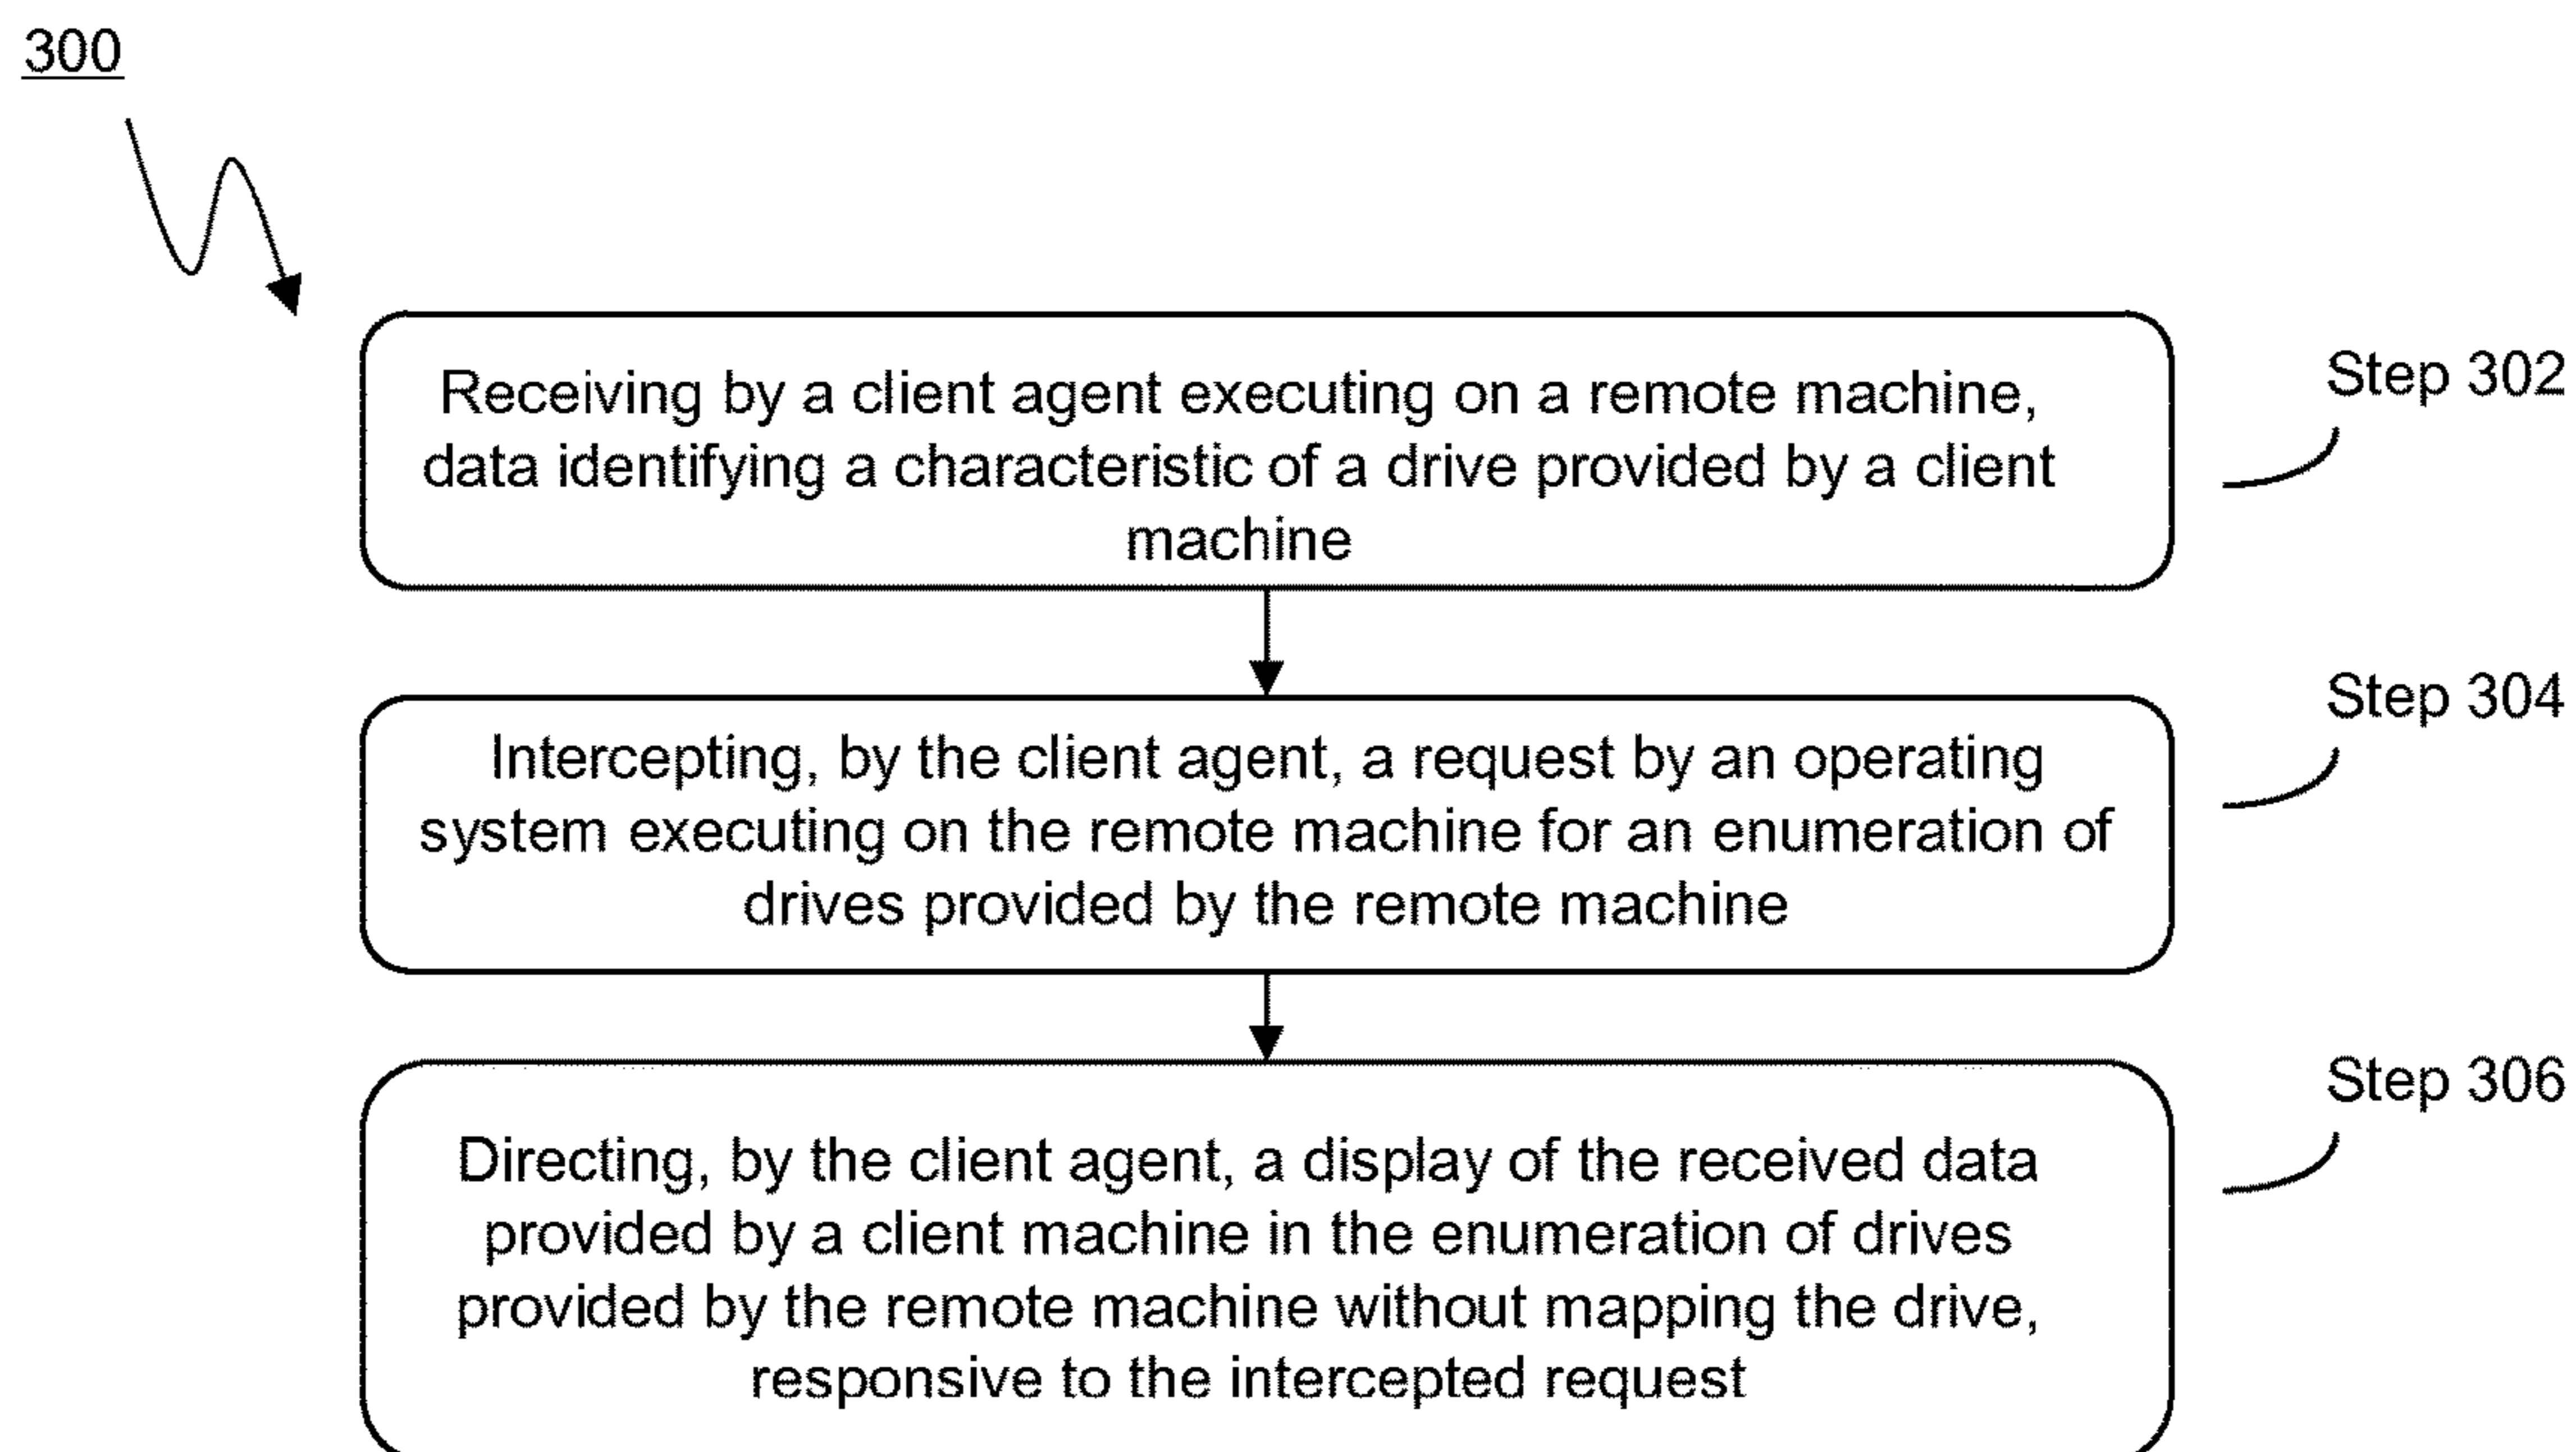 300
Receiving by a client agent executing on a remote machine,
data identifying a characteristic of a drive provided by a client
machine
Step 302
Intercepting, by the client agent, a request by an operating
system executing on the remote machine for an enumeration of
drives provided by the remote machine
Step 304
Directing, by the client agent, a display of the received data
provided by a client machine in the enumeration of drives
provided by the remote machine without mapping the drive,
responsive to the intercepted request
Step 306